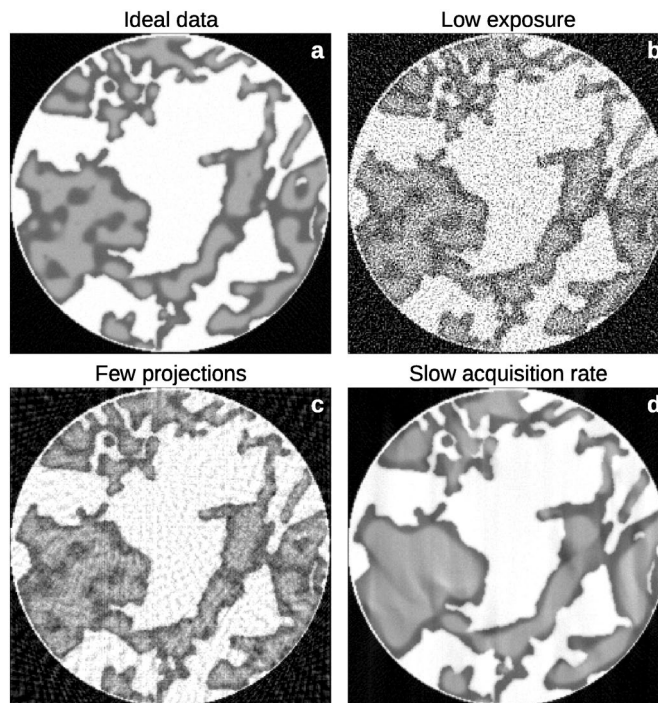 Ideal data
Low exposure
a
b
Few projections
Slow acquisition rate
c
d